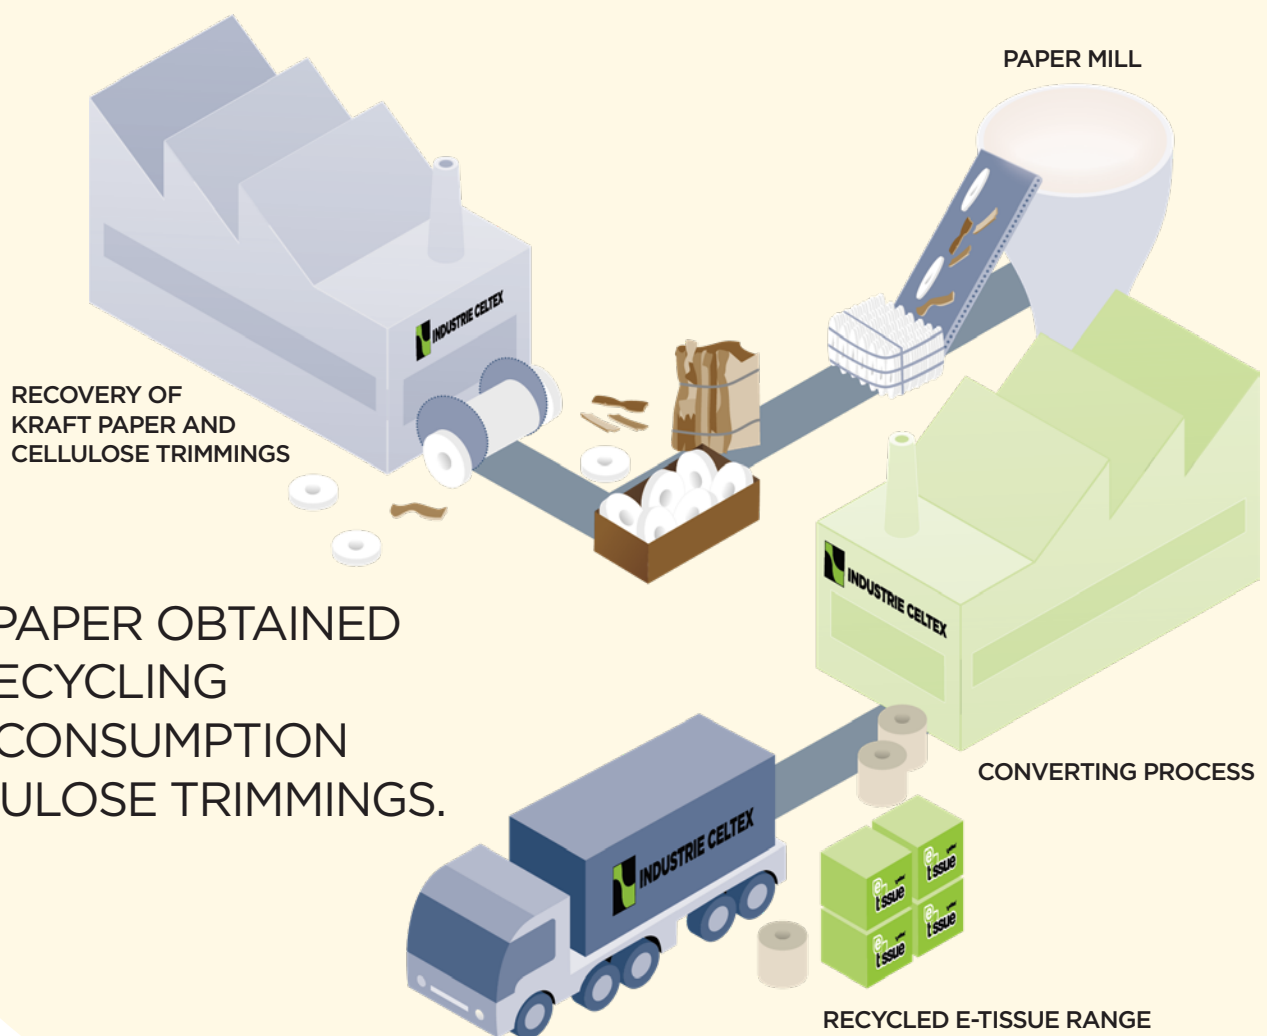 PAPER MILL
INDUSTRIE CELTEX
RECOVERY OF
KRAFT PAPER AND
CELLULOSE TRIMMINGS
INDUSTRIE CELTEX
PAPER OBTAINED
ECYCLING
CONSUMPTION
ULOSE TRIMMINGS.
CONVERTING PROCESS
INDUSTRIE CELTEX
e-tissue
e-tissue
e-tissue
e-tissue
RECYCLED E-TISSUE RANGE